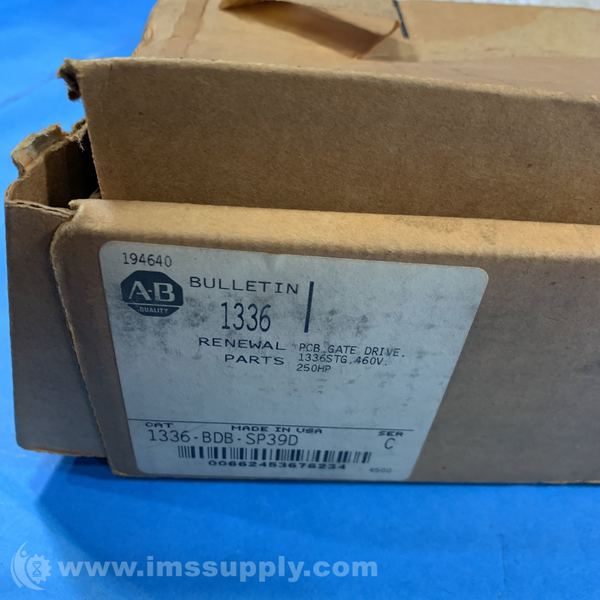 194640
A-B
QUALITY
BULLETIN
1336
RENEWAL
PARTS
PCB.GATE DRIVE.
1336STG.460V.
250HP
CAT MADE IN USA SER
1336-BDB-SP39D C
00662453676234
4500
www.imssupply.com